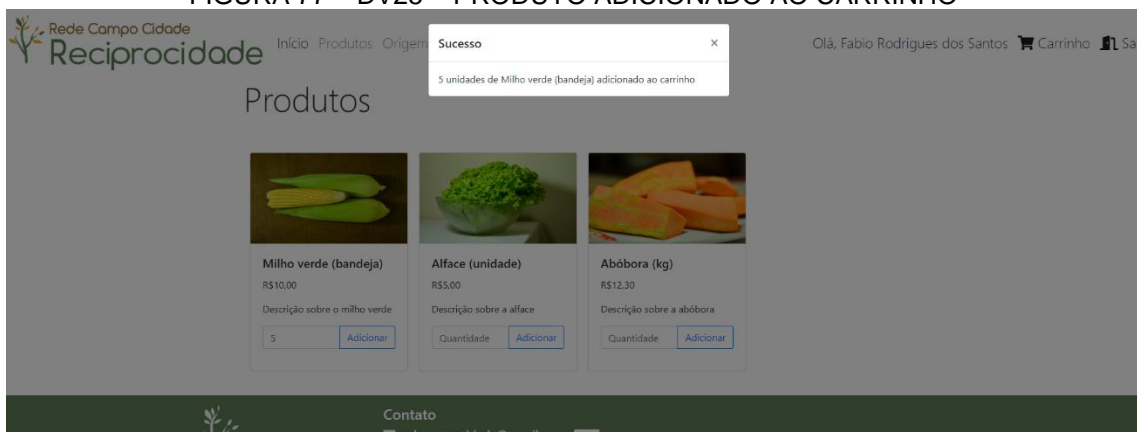 Rede Campo Cidade
Reciprocidade
Início Produtos Origem
Sucesso ×
Olá, Fabio Rodrigues dos Santos Carrinho
5 unidades de Milho verde (bandeja) adicionado ao carrinho
Produtos
Milho verde (bandeja)
R$10,00
Descrição sobre o milho verde
5 Adicionar
Alface (unidade)
R$5,00
Descrição sobre a alface
Quantidade Adicionar
Abóbora (kg)
R$12,30
Descrição sobre a abóbora
Quantidade Adicionar
Contato